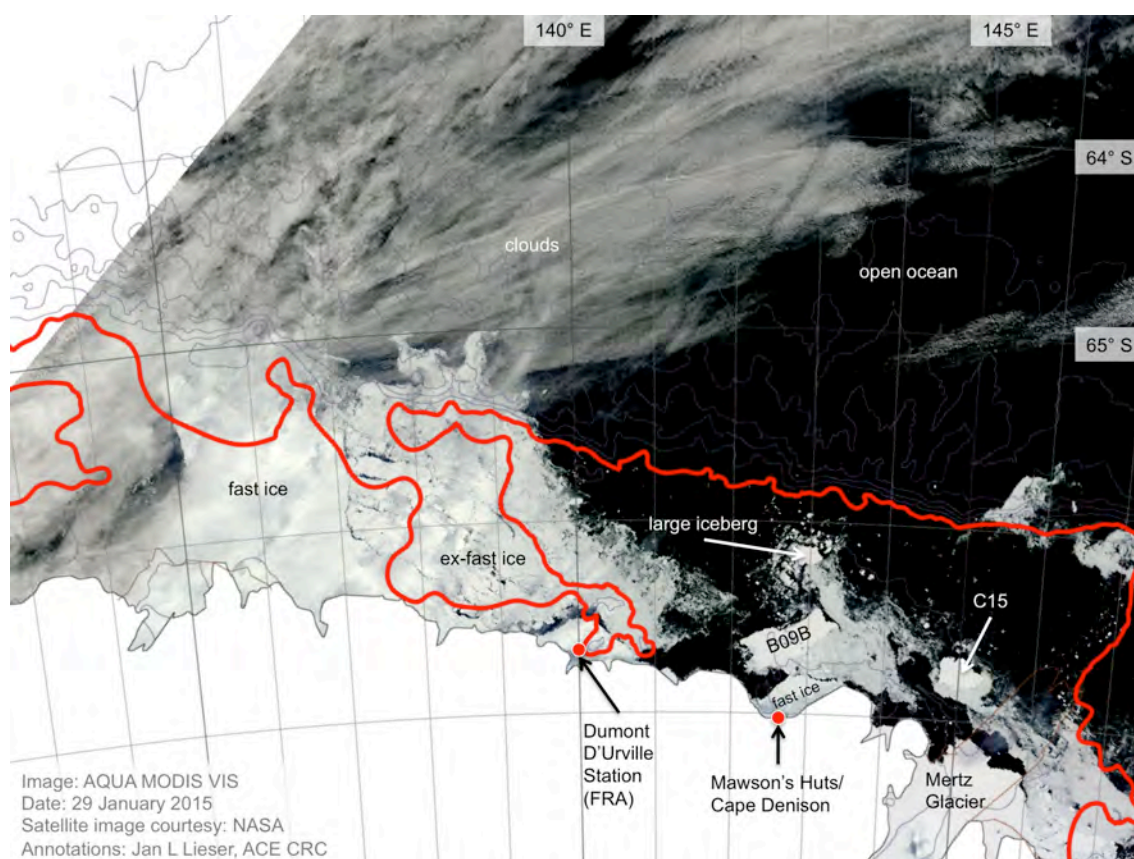 140° E
145° E
64° S
clouds
open ocean
65° S
fast ice
large iceberg
ex-fast ice
C15
B09B
fast ice
Dumont
D'Urville
Station
(FRA)
Mawson's Huts/
Cape Denison
Mertz
Glacier
Image: AQUA MODIS VIS
Date: 29 January 2015
Satellite image courtesy: NASA
Annotations: Jan L Lieser, ACE CRC